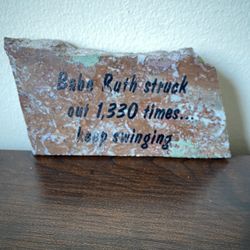 Babe Ruth struck
out 1,330 times...
keep swinging